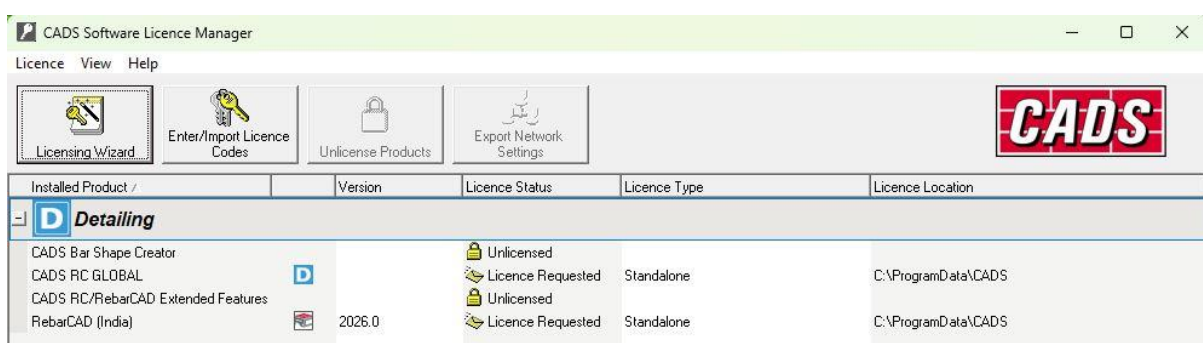 CADS Software Licence Manager
Licence View Help
Licensing Wizard
Enter/Import Licence
Codes
Unlicense Products
Export Network
Settings
CADS
Installed Product / Version Licence Status Licence Type Licence Location
D Detailing
CADS Bar Shape Creator Unlicensed
CADS RC GLOBAL D Licence Requested Standalone C:\ProgramData\CADS
CADS RC/RebarCAD Extended Features Unlicensed
RebarCAD (India) 2026.0 Licence Requested Standalone C:\ProgramData\CADS